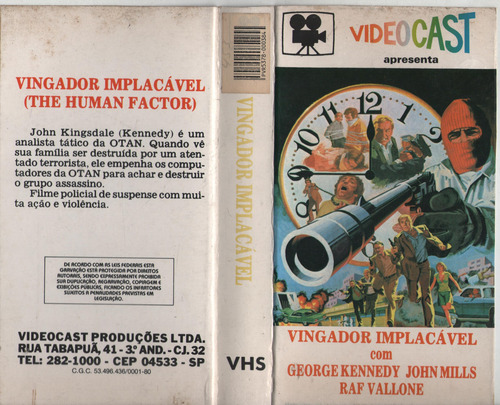 VINGADOR IMPLACÁVEL
(THE HUMAN FACTOR)
John Kingsdale (Kennedy) é um
analista tático da OTAN. Quando vê
sua família ser destruída por um aten-
tado terrorista, ele empenha os compu-
tadores da OTAN para achar e destruir
o grupo assassino.
Filme policial de suspense com mui-
ta ação e violência.
DE ACORDO COM AS LEIS FEDERAIS ESTA
GRAVAÇÃO ESTÁ PROTEGIDA POR DIREITOS
AUTORAIS, SENDO EXPRESSAMENTE PROIBIDA
SUA DUPLICAÇÃO, REGRAVAÇÃO, COPIAGEM E
EXIBIÇÕES PÚBLICAS, FICANDO OS INFRATORES
SUJEITOS A PENALIDADES PREVISTAS EM
LEGISLAÇÃO.
VIDEOCAST PRODUÇÕES LTDA.
RUA TABAPUÃ, 41 - 3º AND. - CJ. 32
TEL: 282-1000 - CEP 04533 - SP
C.G.C. 53.496.436/0001-80
VINGADOR IMPLACÁVEL
VHS
VIDEOCAST
apresenta
12
VINGADOR IMPLACÁVEL
com
GEORGE KENNEDY JOHN MILLS
RAF VALLONE